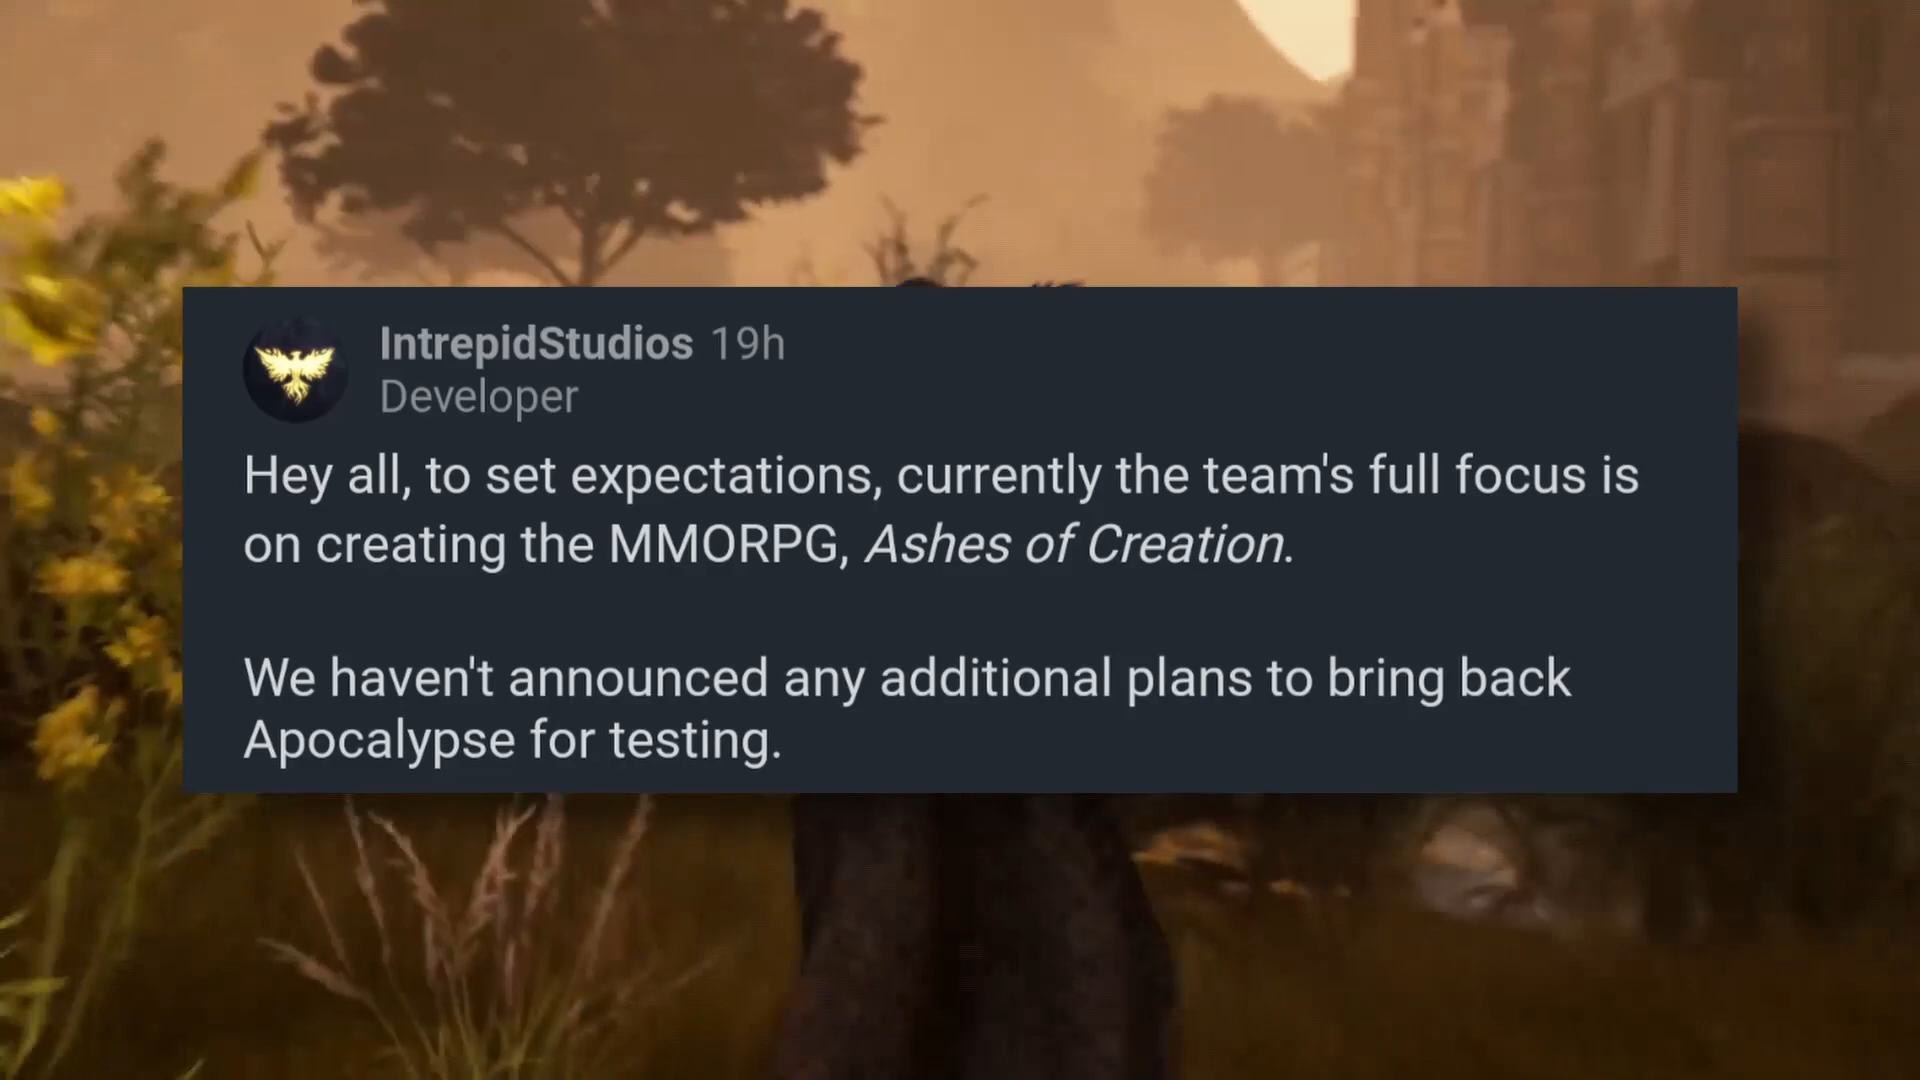 IntrepidStudios 19h
Developer
Hey all, to set expectations, currently the team's full focus is
on creating the MMORPG, Ashes of Creation.
We haven't announced any additional plans to bring back
Apocalypse for testing.